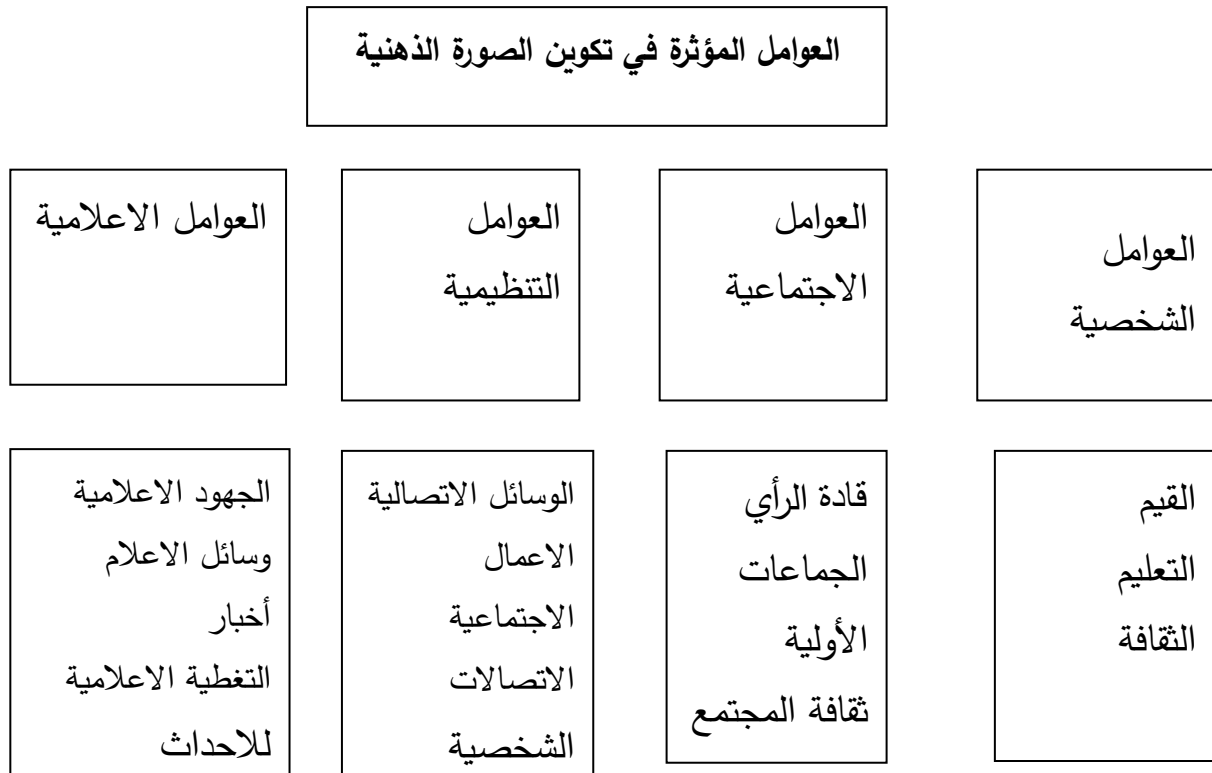 العوامل المؤثرة في تكوين الصورة الذهنية
العوامل
الشخصية
العوامل
الاجتماعية
العوامل
التنظيمية
العوامل الاعلامية
القيم
التعليم
الثقافة
قادة الرأي
الجماعات
الأولية
ثقافة المجتمع
الوسائل الاتصالية
الاعمال
الاجتماعية
الاتصالات
الشخصية
الجهود الاعلامية
وسائل الاعلام
أخبار
التغطية الاعلامية
للاحداث